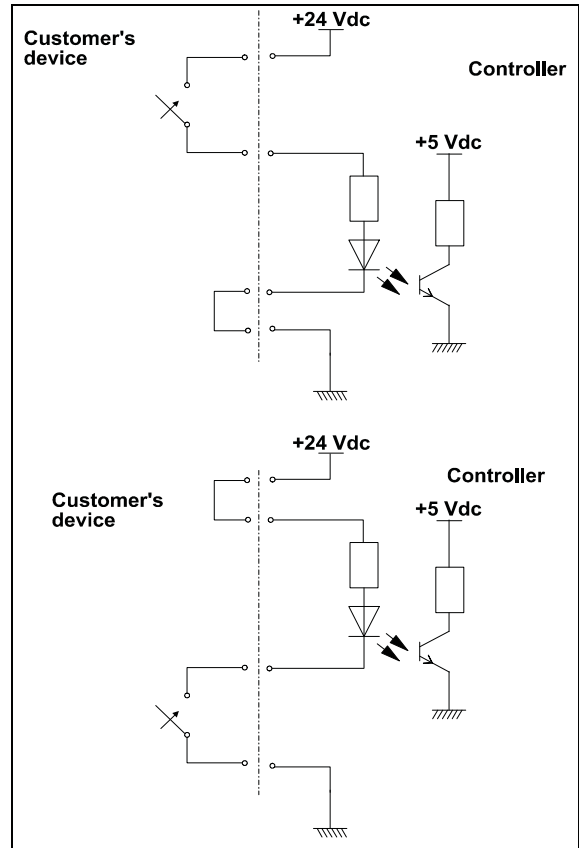 +24 Vdc
Customer's
device
Controller
+5 Vdc
+24 Vdc
Controller
Customer's
device
+5 Vdc